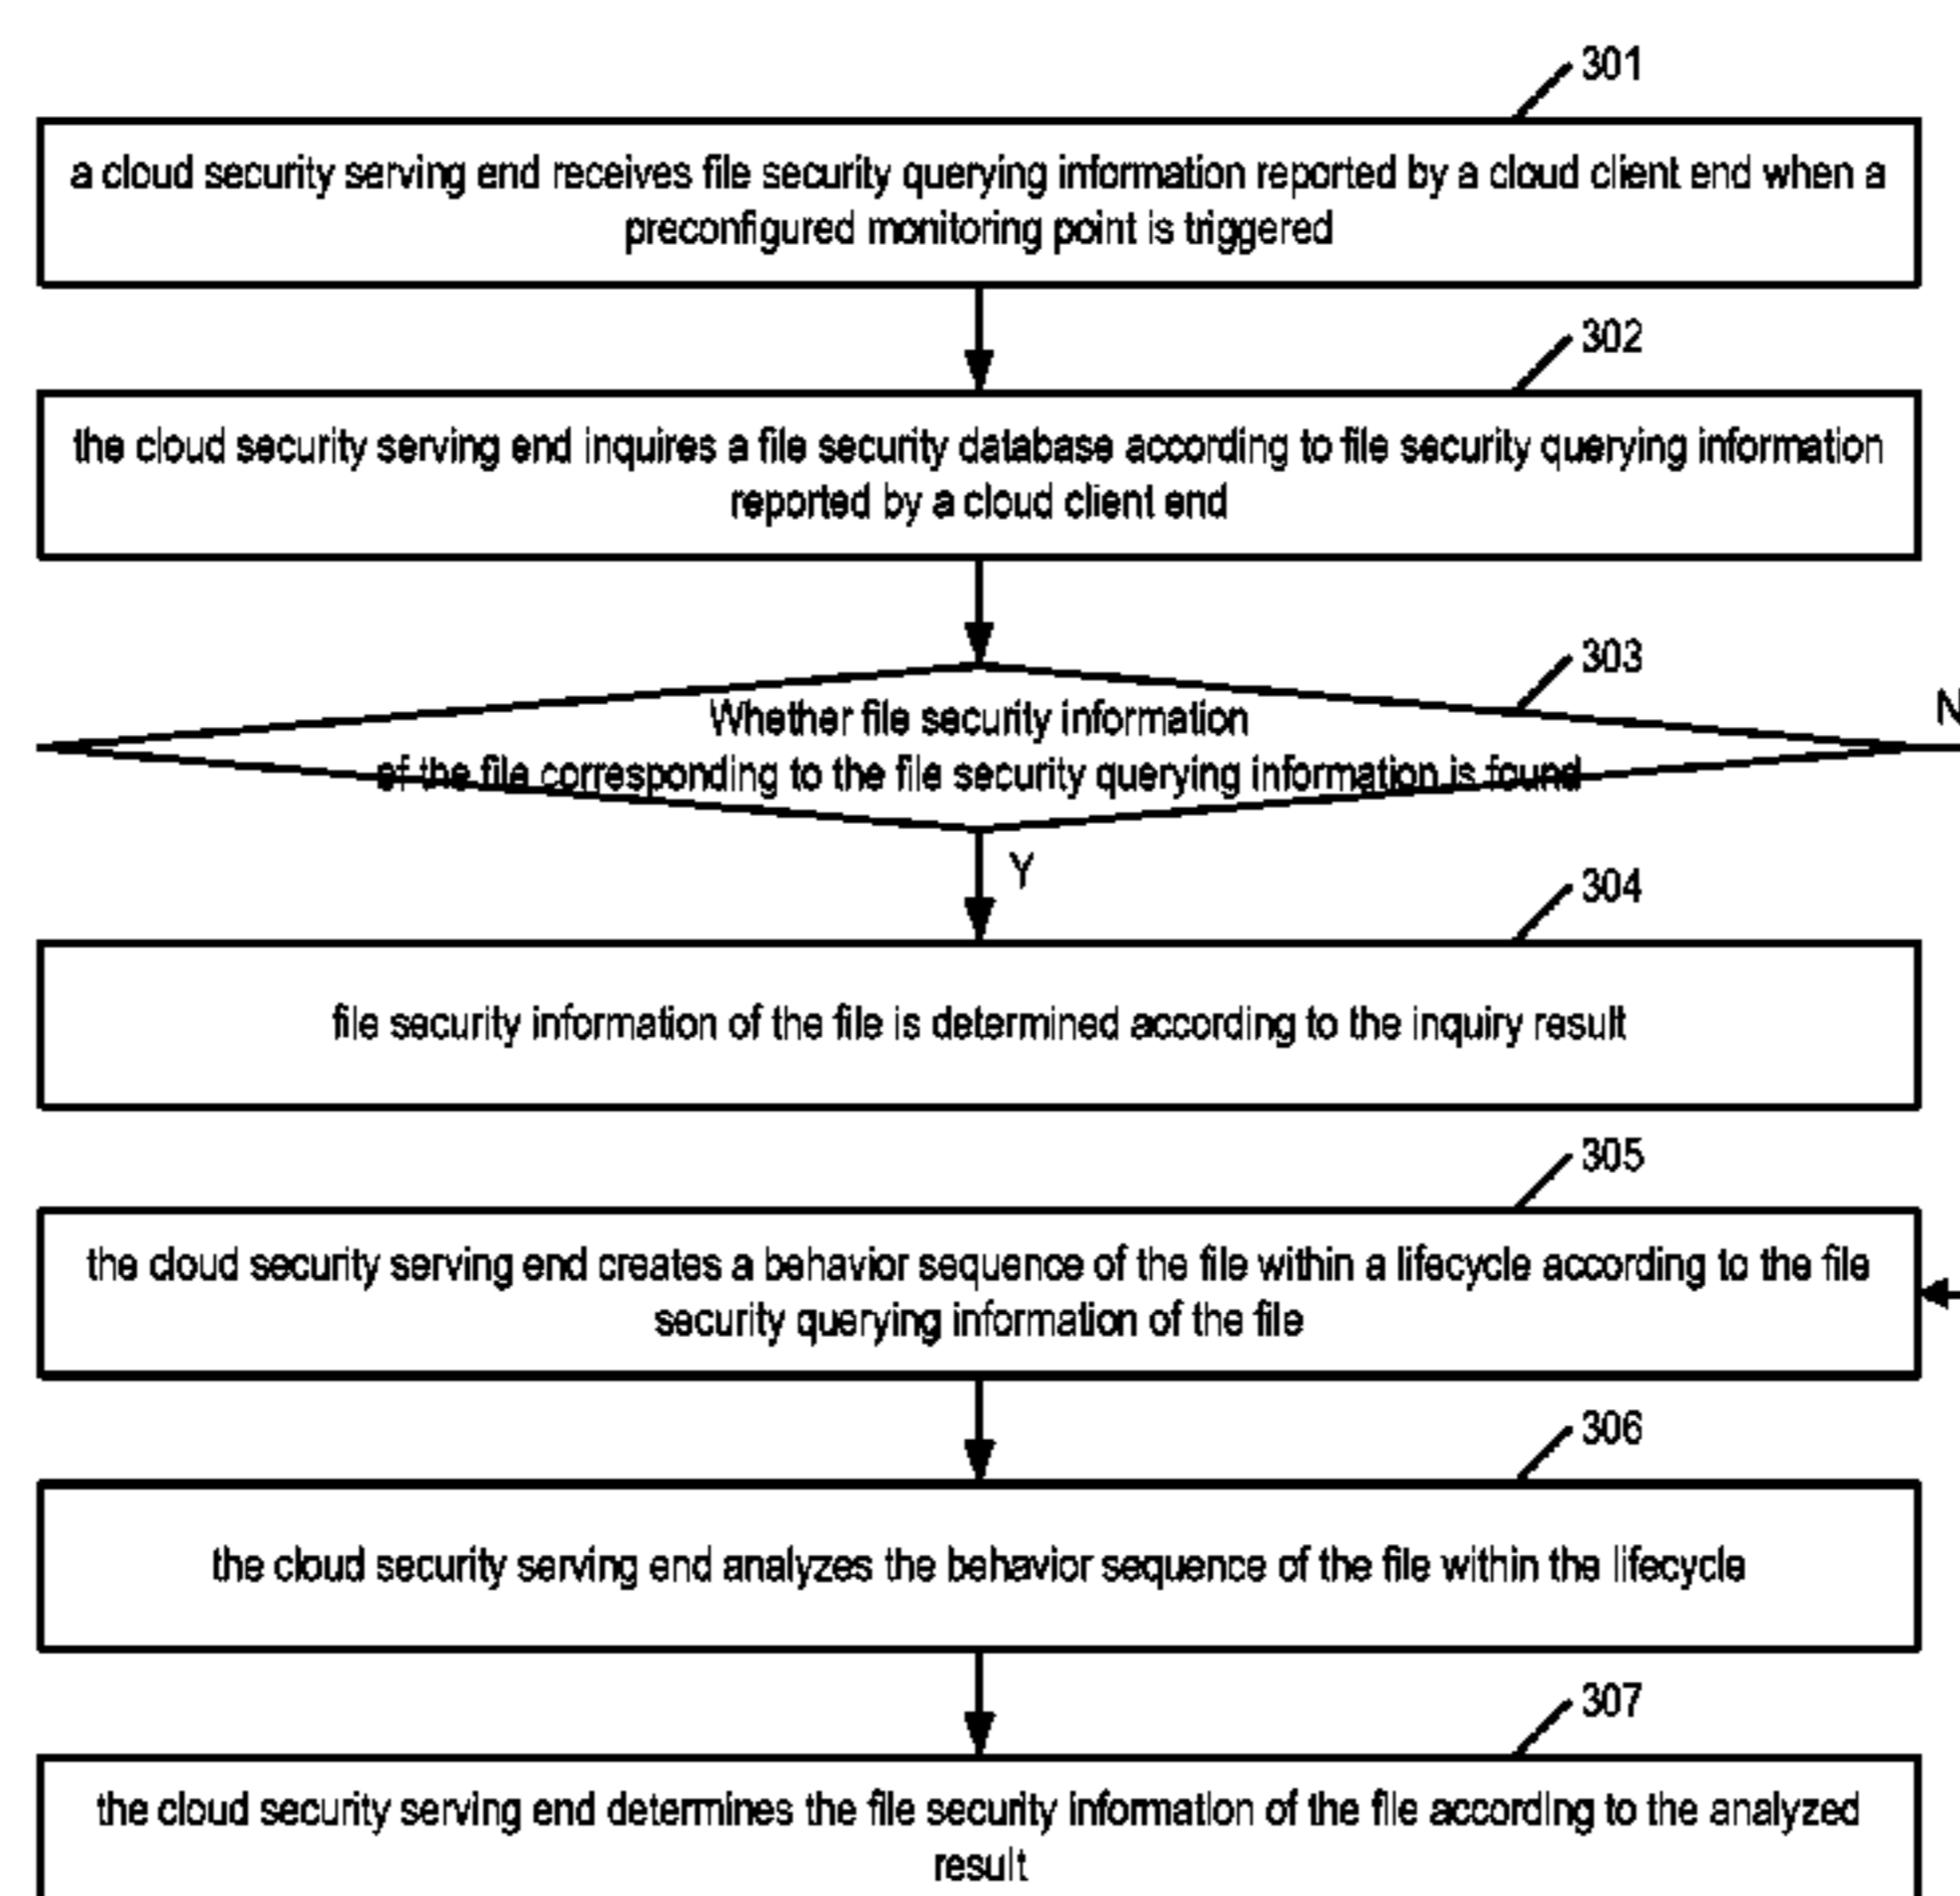 301
a cloud security serving end receives file security querying information reported by a cloud client end when a
preconfigured monitoring point is triggered
302
the cloud security serving end inquires a file security database according to file security querying information
reported by a cloud client end
303
Whether file security information
of the file corresponding to the file security querying information is found
N
Y
304
file security information of the file is determined according to the inquiry result
305
the cloud security serving end creates a behavior sequence of the file within a lifecycle according to the file
security querying information of the file
306
the cloud security serving end analyzes the behavior sequence of the file within the lifecycle
307
the cloud security serving end determines the file security information of the file according to the analyzed
result